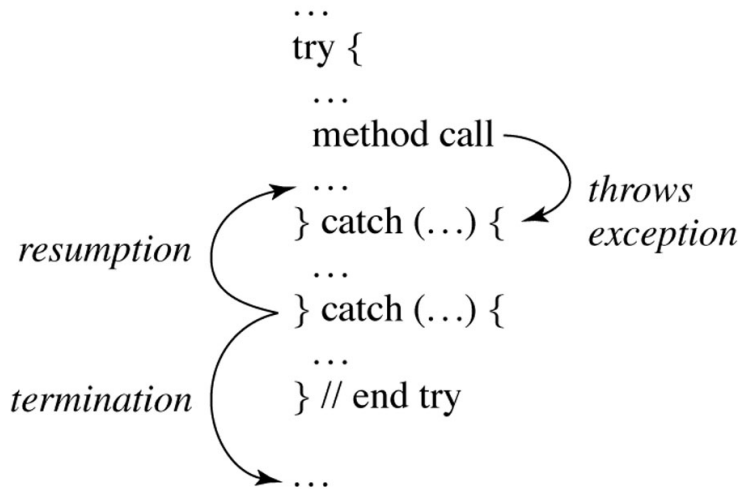 ...
try {
...
method call
...
} catch (...) {
...
} catch (...) {
...
} // end try
...
throws
exception
resumption
termination